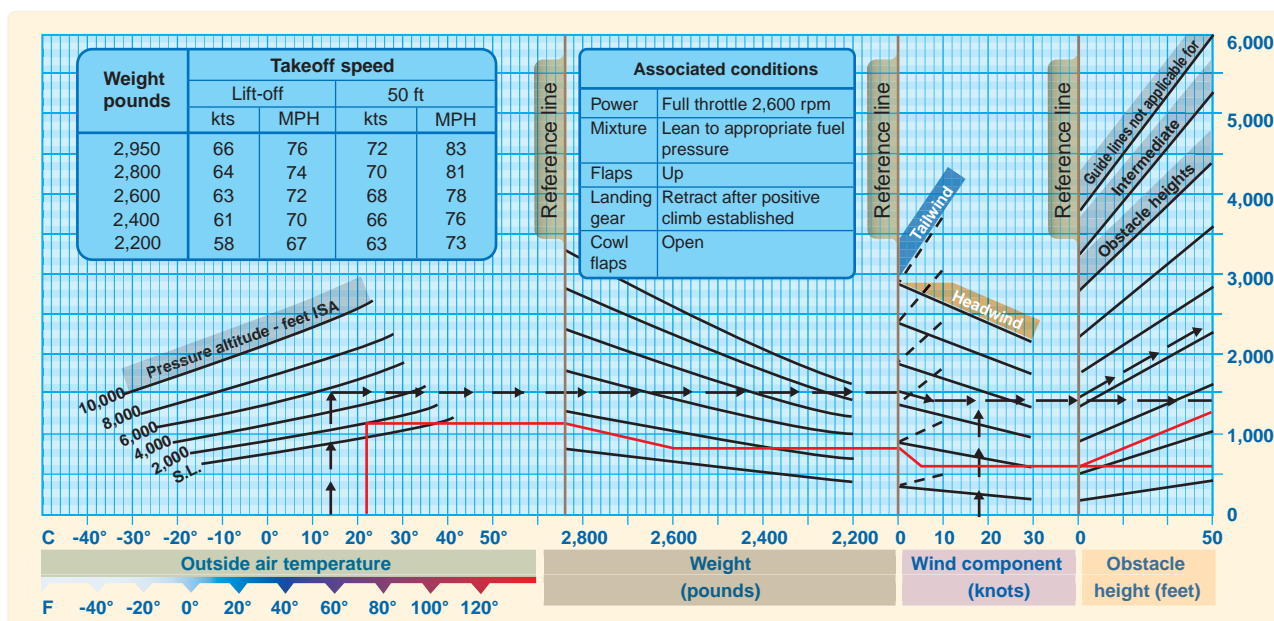 Weight pounds
Takeoff speed
Lift-off
50 ft
kts
MPH
kts
MPH
2,950 66 76 72 83
2,800 64 74 70 81
2,600 63 72 68 78
2,400 61 70 66 76
2,200 58 67 63 73
Reference line
Associated conditions
Power Full throttle 2,600 rpm
Mixture Lean to appropriate fuel
pressure
Flaps Up
Landing Retract after positive
gear climb established
Cowl Open
flaps
Reference line
Tailwind
Headwind
Reference line
Guide lines not applicable for
Intermediate
Obstacle heights
6,000
5,000
4,000
3,000
2,000
1,000
0
Pressure altitude - feet ISA
10,000
8,000
6,000
4,000
2,000
S.L.
C -40° -30° -20° -10° 0° 10° 20° 30° 40° 50°
2,800 2,600 2,400 2,200
0 10 20 30
0 50
Outside air temperature
F -40° -20° 0° 20° 40° 60° 80° 100° 120°
Weight
(pounds)
Wind component
(knots)
Obstacle
height (feet)